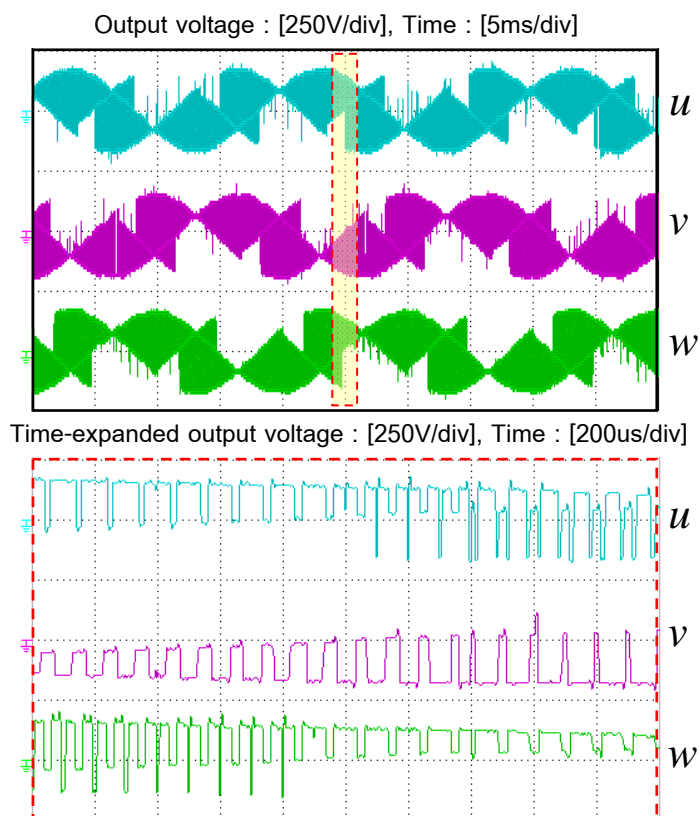 Output voltage : [250V/div], Time : [5ms/div]
u
v
w
Time-expanded output voltage : [250V/div], Time : [200us/div]
u
v
w